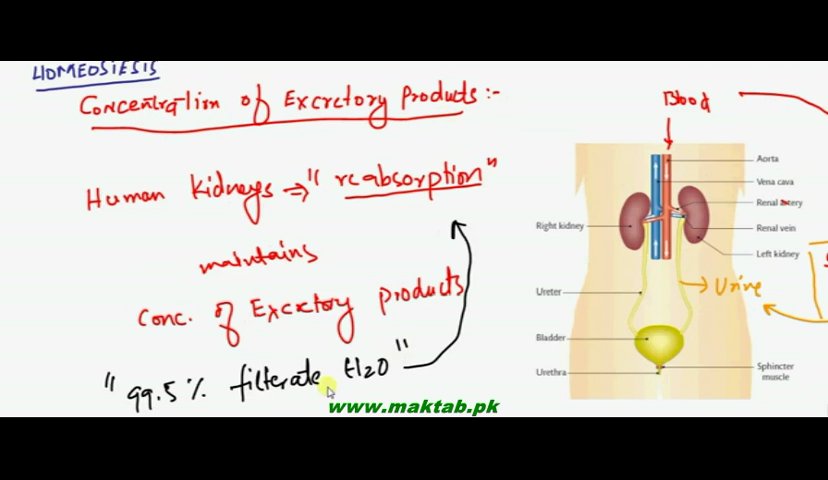 HOMEOSIESIS
Concentration of Excretory Products:-
Human kidneys ⇒ "reabsorption"
maintains
Conc. of Excretory products
"99.5% filterate H2O"
www.maktab.pk
Blood
Aorta
Vena cava
Renal artery
Renal vein
Right kidney
Left kidney
Ureter
Urine
Bladder
Urethra
Sphincter
muscle